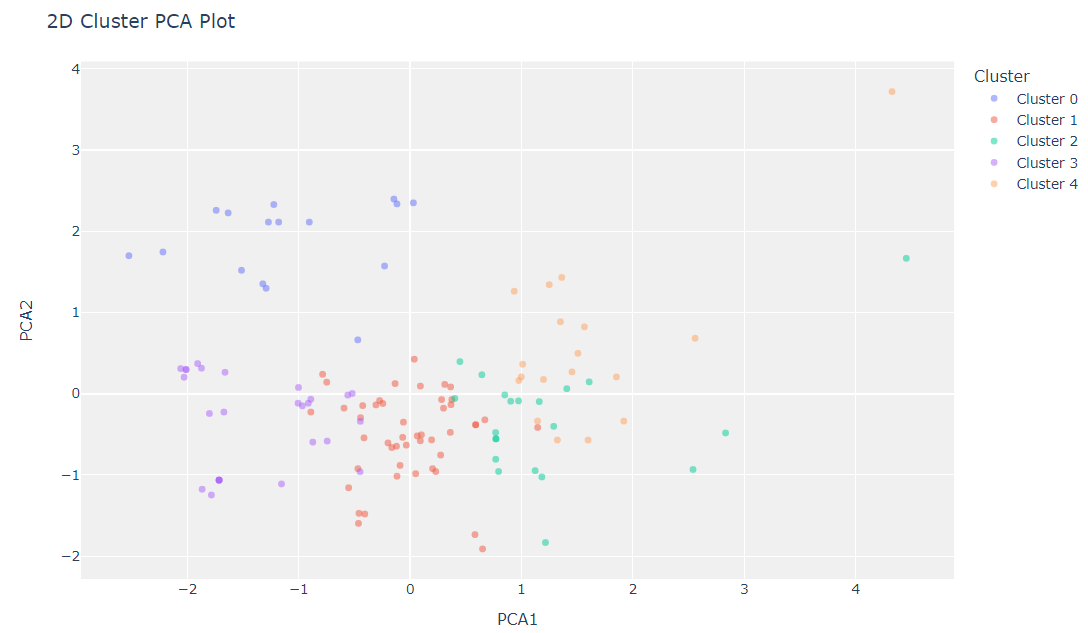 2D Cluster PCA Plot
Cluster
Cluster 0
Cluster 1
Cluster 2
Cluster 3
Cluster 4
PCA2
4
3
2
1
0
−1
−2
−2 −1 0 1 2 3 4
PCA1